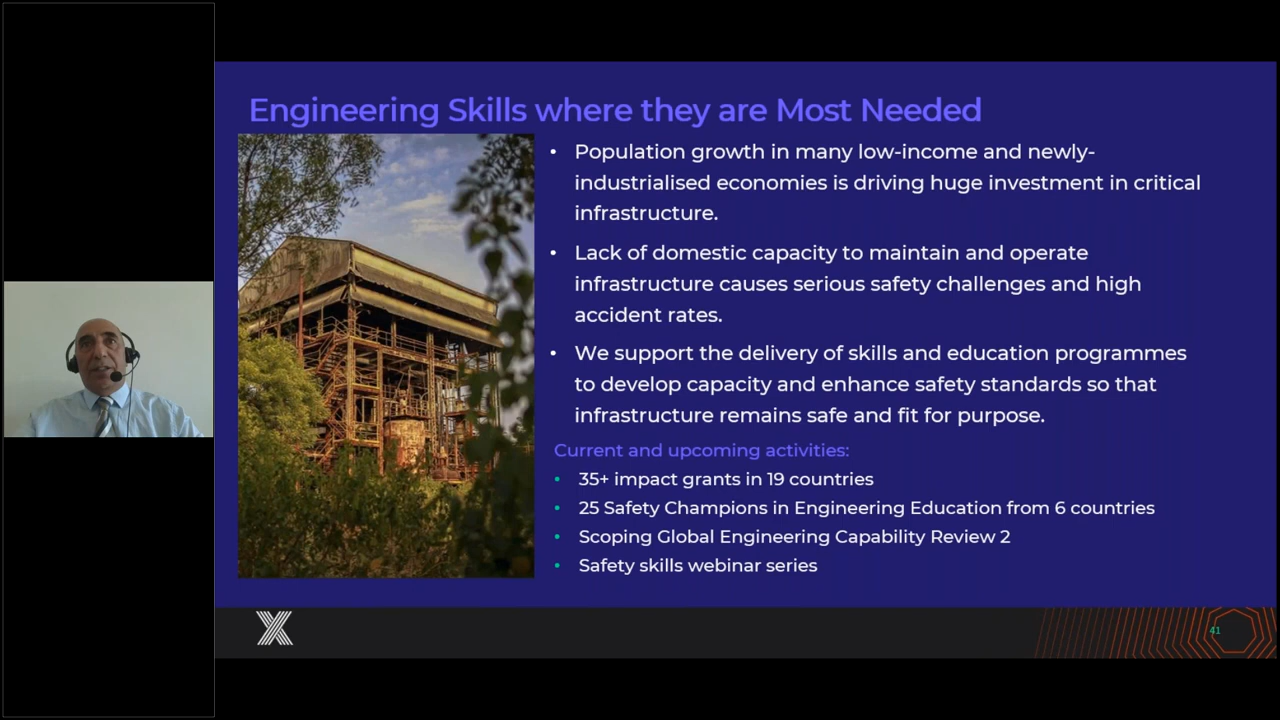 Engineering Skills where they are Most Needed
• Population growth in many low-income and newly-
industrialised economies is driving huge investment in critical
infrastructure.
• Lack of domestic capacity to maintain and operate
infrastructure causes serious safety challenges and high
accident rates.
• We support the delivery of skills and education programmes
to develop capacity and enhance safety standards so that
infrastructure remains safe and fit for purpose.
Current and upcoming activities:
• 35+ impact grants in 19 countries
• 25 Safety Champions in Engineering Education from 6 countries
• Scoping Global Engineering Capability Review 2
• Safety skills webinar series
41